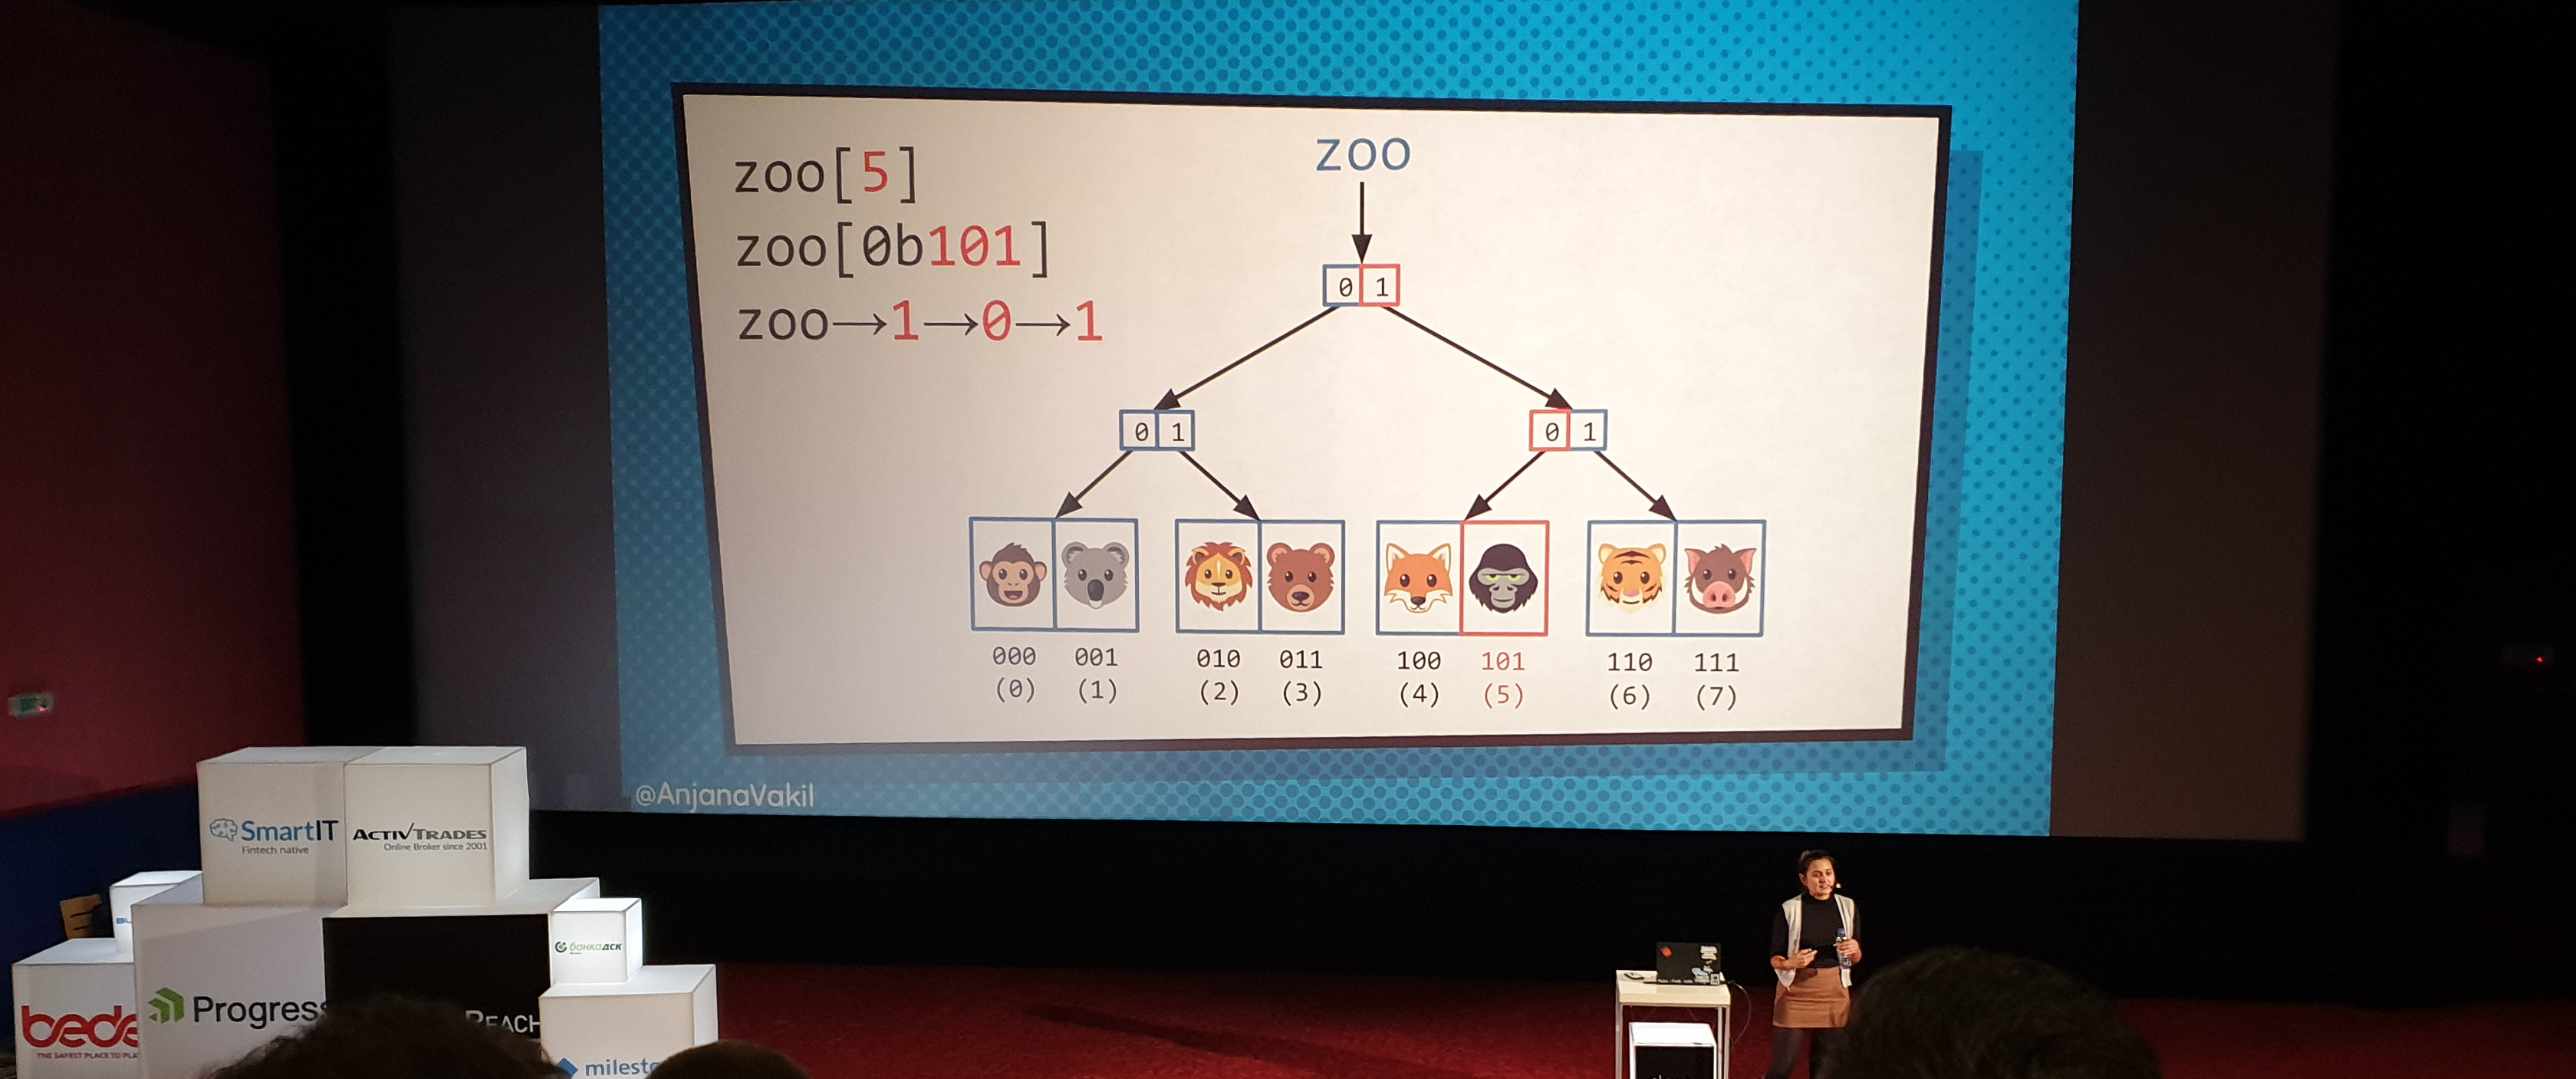 zoo[5]
zoo[0b101]
zoo→1→0→1
zoo
0 1
0 1
0 1
000 001 010 011 100 101 110 111
(0) (1) (2) (3) (4) (5) (6) (7)
@AnjanaVakil
SmartIT
Fintech native
ACTIVTRADES
Online Broker since 2001
банкадск
bede
THE SAFEST PLACE TO PLA
Progress
REACH
milesto